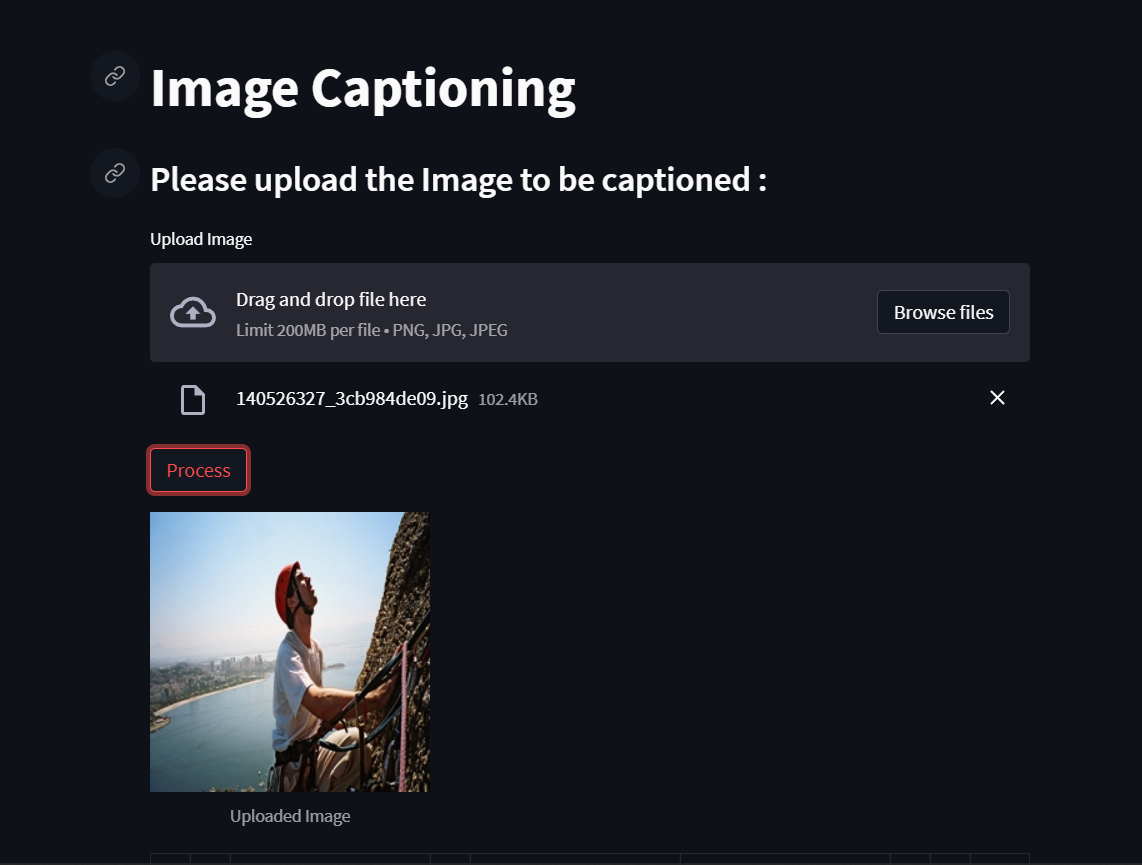 Image Captioning
Please upload the Image to be captioned :
Upload Image
Drag and drop file here
Limit 200MB per file • PNG, JPG, JPEG
Browse files
140526327_3cb984de09.jpg 102.4KB
Process
Uploaded Image